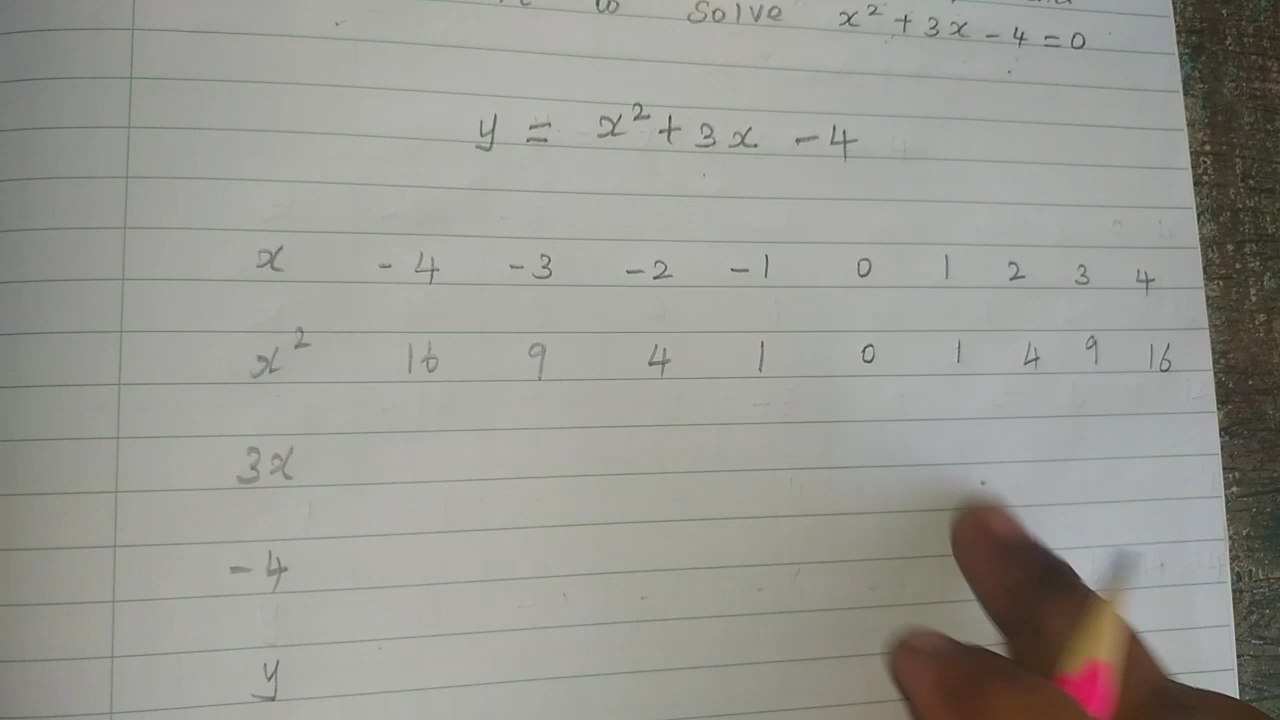 Solve x² + 3x - 4 = 0
y = x² + 3x - 4
x -4 -3 -2 -1 0 1 2 3 4
x² 16 9 4 1 0 1 4 9 16
3x
-4
y